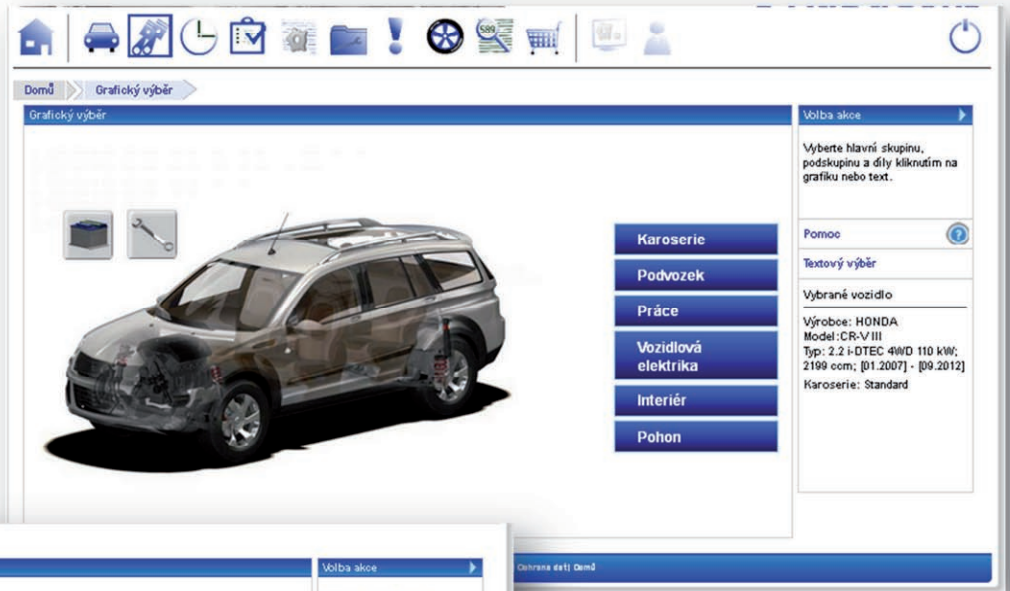 589
Domů
Grafický výběr
Grafický výběr
Volba akce
Vyberte hlavní skupinu,
podskupinu a díly kliknutím na
grafiku nebo text.
Karoserie
Podvozek
Práce
Vozidlová
elektrika
Interiér
Pohon
Pomoc
?
Textový výběr
Vybrané vozidlo
Výrobce: HONDA
Model:CR-V III
Typ: 2.2 i-DTEC 4WD 110 kW;
2199 ccm; [01.2007] - [09.2012]
Karoserie: Standard
Ochrana dat| Domů
Volba akce